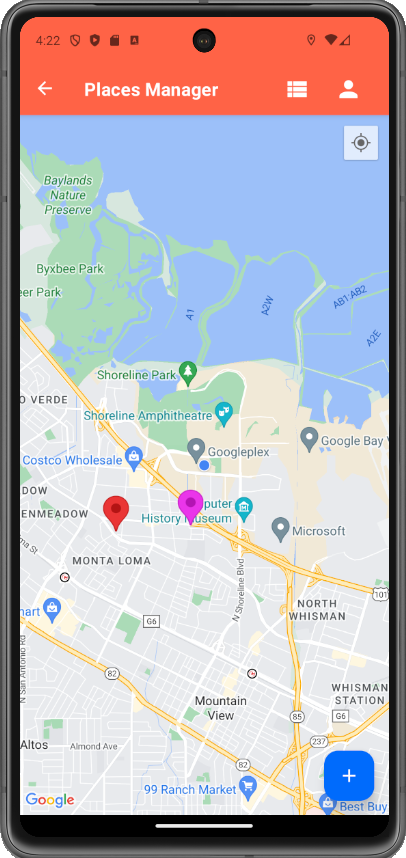 4:22
Places Manager
Baylands
Nature
Preserve
Byxbee Park
eer Park
A1
A2W
AB1-AB2
A2E
Shoreline Park
O VERDE
Shoreline Amphitheatre
Googleplex
Google Bay V
Costco Wholesale
DOW
ENMEADOW
puter
History Museum
Microsoft
ma St
MONTA LOMA
N Shoreline Blvd
101
nart
G6
NORTH
WHISMAN
N San Antonio Rd
82
Mountain
View
WHISMAN
STATION
85
G6
237
Altos
Almond Ave
82
99 Ranch Market
Google
Best Buy